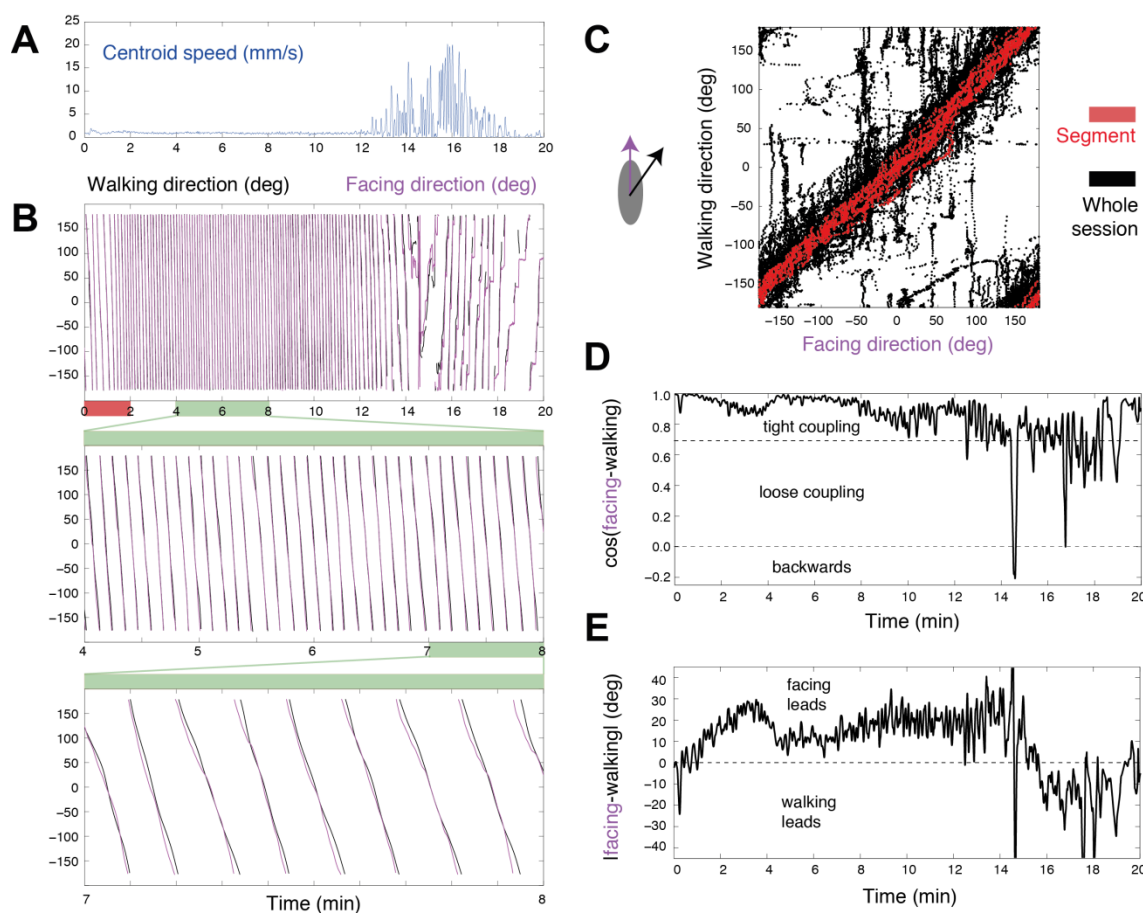 A
25
20
15
10
5
0
Centroid speed (mm/s)
0 2 4 6 8 10 12 14 16 18 20
Walking direction (deg) Facing direction (deg)
B
150
100
50
0
−50
−100
−150
0 2 4 6 8 10 12 14 16 18 20
150
100
50
0
−50
−100
−150
4 5 6 7 8
150
100
50
0
−50
−100
−150
7 8
Time (min)
C
Walking direction (deg)
150
100
50
0
−50
−100
−150
−150 −100 −50 0 50 100 150
Facing direction (deg)
Segment
Whole
session
D
cos(facing-walking)
1.0
0.8
0.6
0.4
0.2
0.0
−0.2
tight coupling
loose coupling
backwards
0 2 4 6 8 10 12 14 16 18 20
Time (min)
E
|facing-walking| (deg)
40
30
20
10
0
−10
−20
−30
−40
facing
leads
walking
leads
0 2 4 6 8 10 12 14 16 18 20
Time (min)